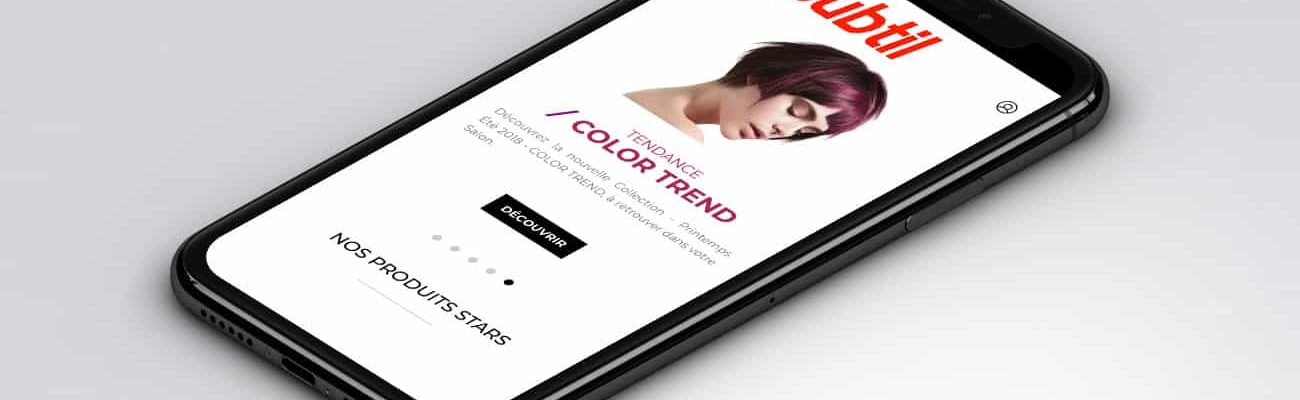 subtil
TENDANCE
/ COLOR TREND
Découvrez la nouvelle Collection - Printemps
Été 2018 - COLOR TREND, à retrouver dans votre
Salon.
DÉCOUVRIR
NOS PRODUITS STARS